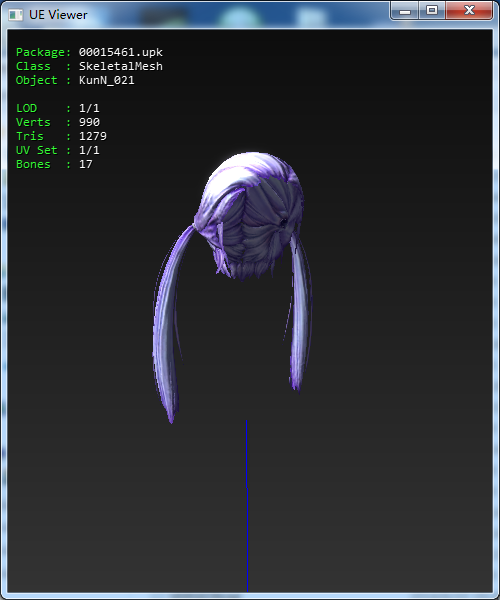 UE Viewer
Package: 00015461.upk
Class : SkeletalMesh
Object : KunN_021
LOD : 1/1
Verts : 990
Tris : 1279
UV Set : 1/1
Bones : 17